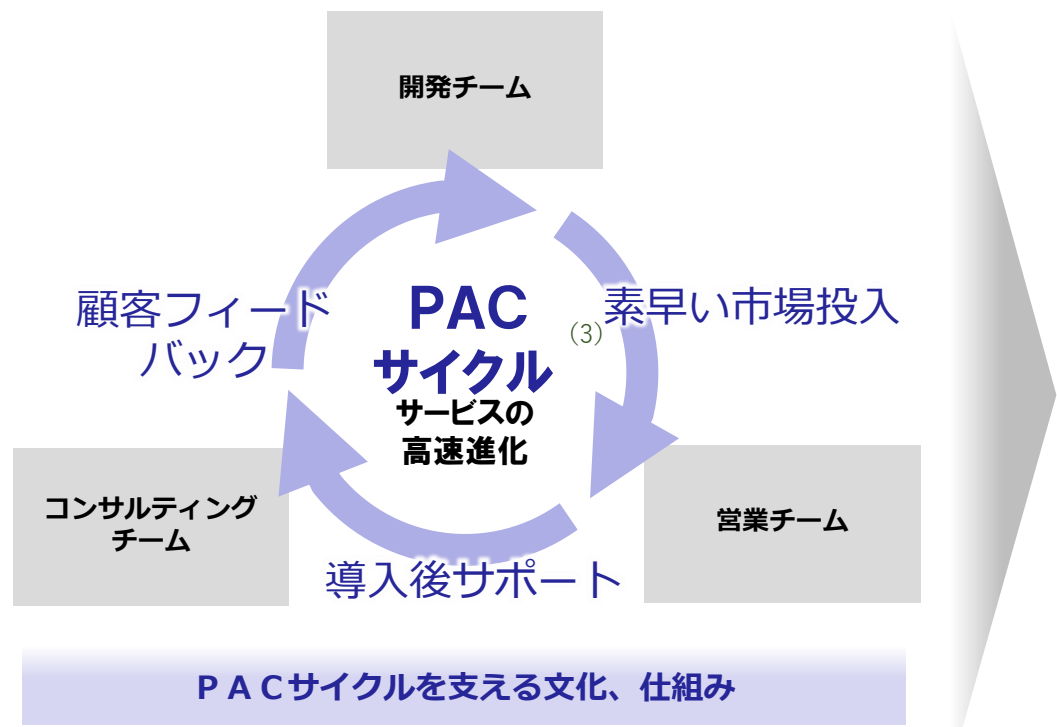 開発チーム
顧客フィード
バック
PAC
サイクル
サービスの
高速進化
(3)
素早い市場投入
コンサルティング
チーム
営業チーム
導入後サポート
ＰＡＣサイクルを支える文化、仕組み